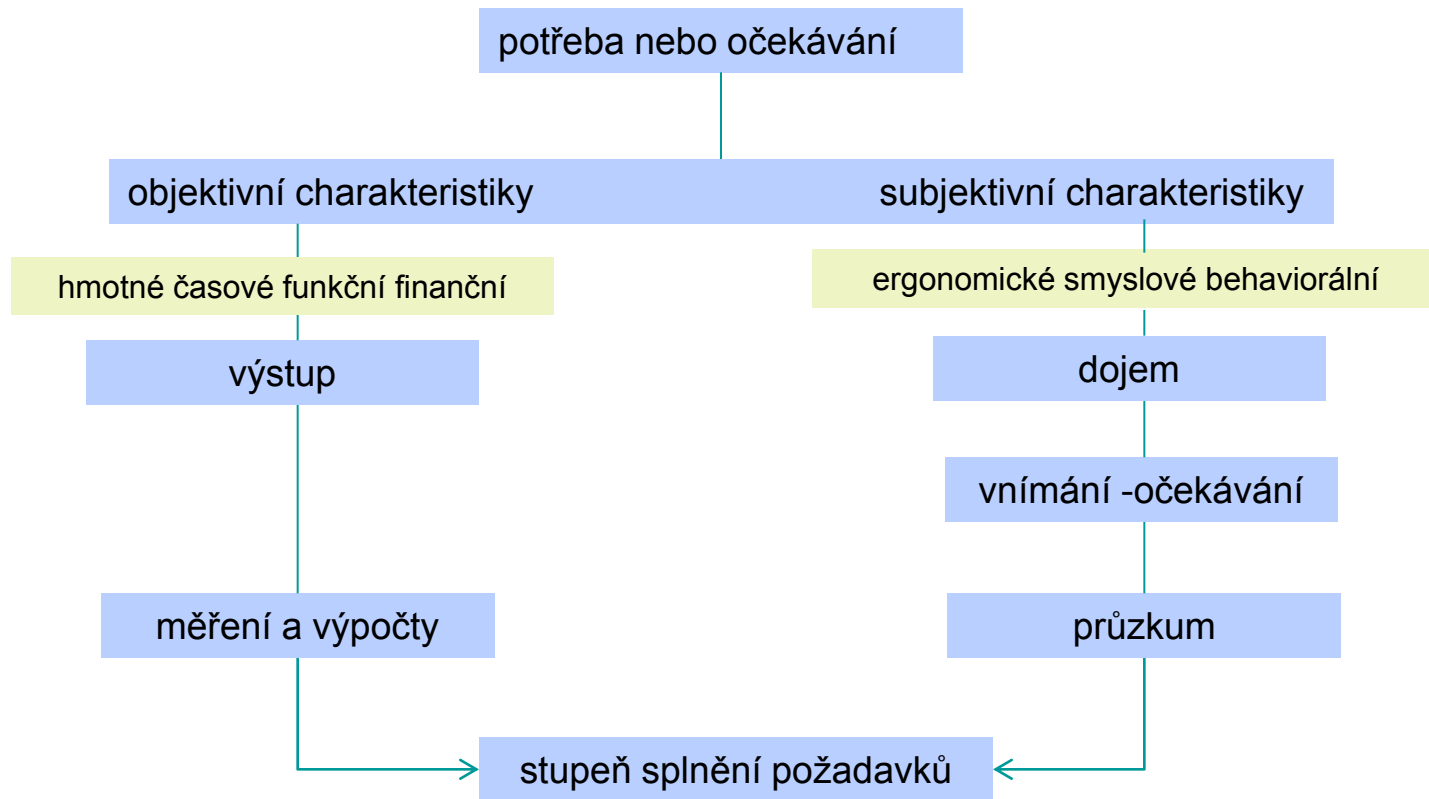 potřeba nebo očekávání
objektivní charakteristiky
subjektivní charakteristiky
hmotné časové funkční finanční
ergonomické smyslové behaviorální
výstup
dojem
vnímání -očekávání
měření a výpočty
průzkum
stupeň splnění požadavků